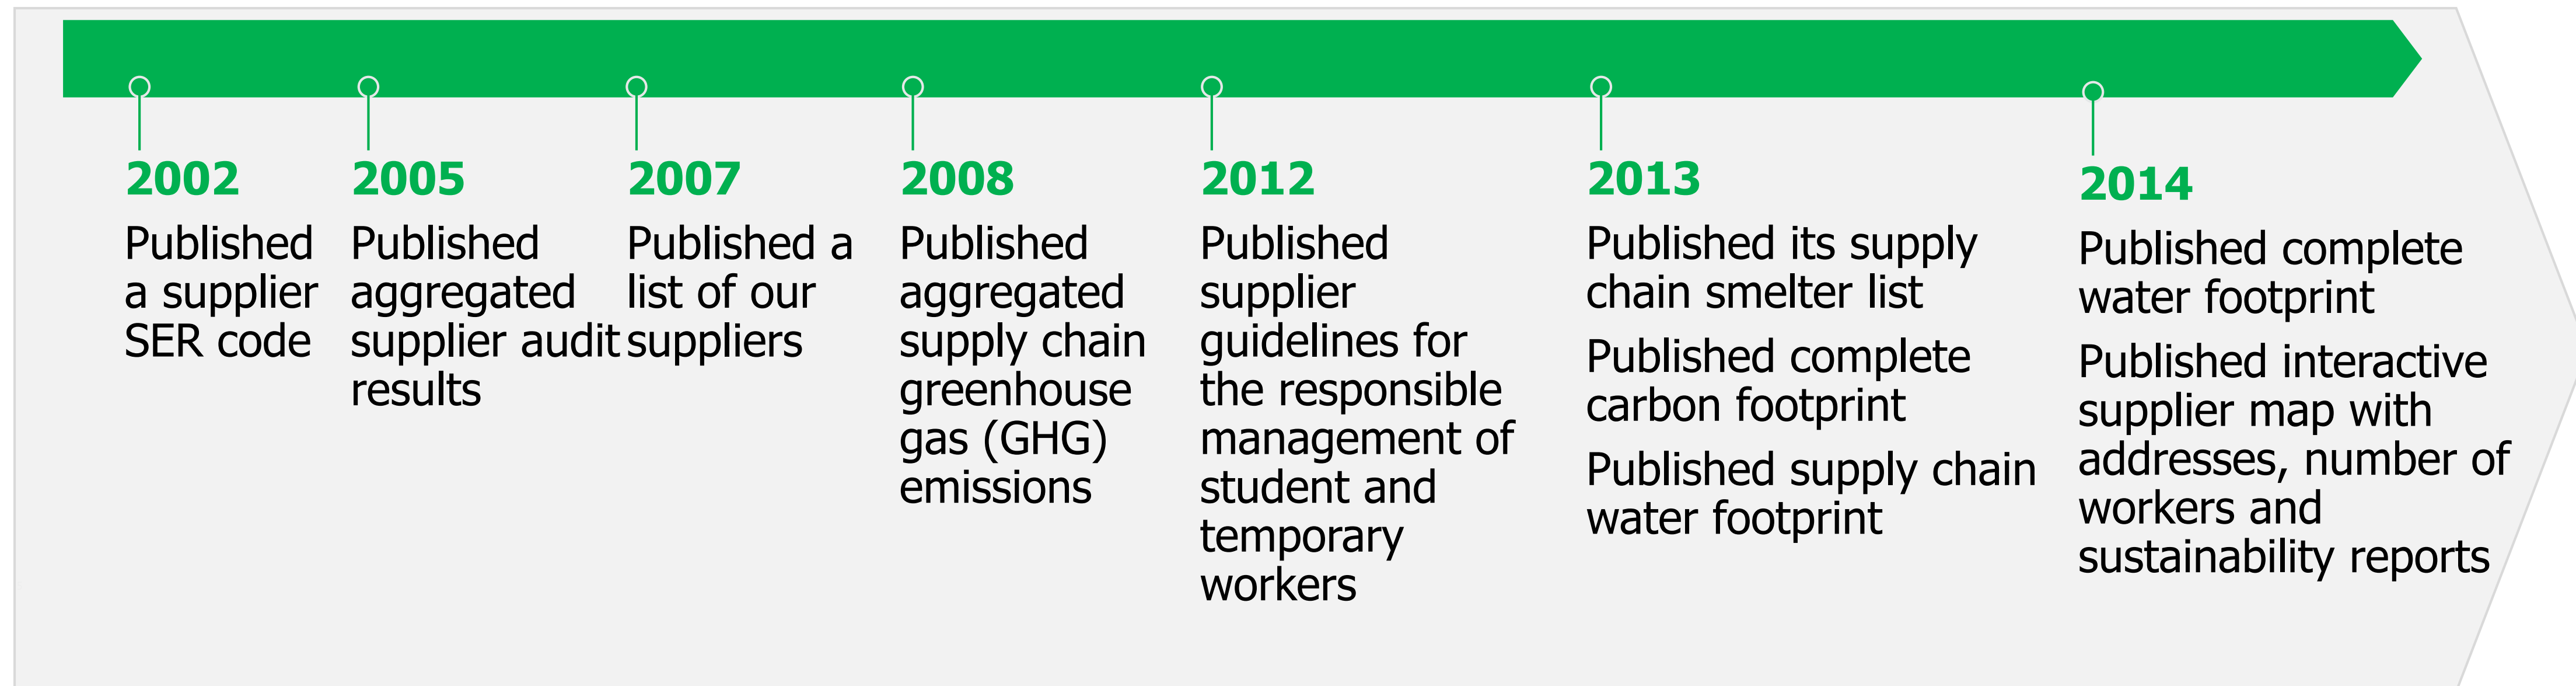 2002
Published
a supplier
SER code
2005
Published
aggregated
supplier audit
results
2007
Published a
list of our
suppliers
2008
Published
aggregated
supply chain
greenhouse
gas (GHG)
emissions
2012
Published
supplier
guidelines for
the responsible
management of
student and
temporary
workers
2013
Published its supply
chain smelter list
Published complete
carbon footprint
Published supply chain
water footprint
2014
Published complete
water footprint
Published interactive
supplier map with
addresses, number of
workers and
sustainability reports